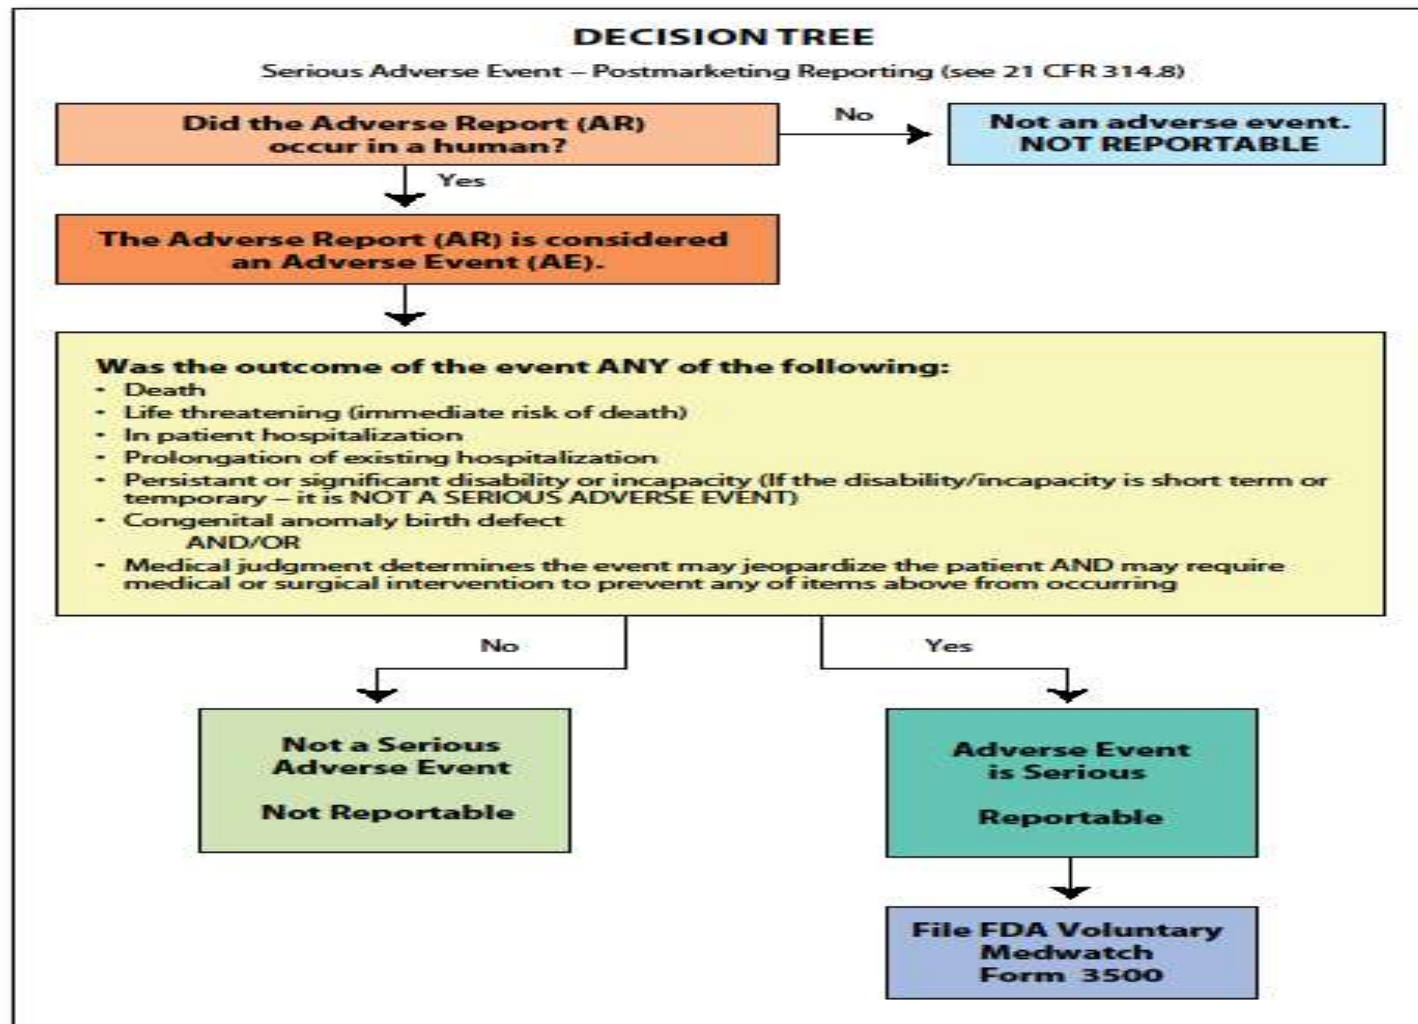 DECISION TREE
Serious Adverse Event – Postmarketing Reporting (see 21 CFR 314.8)
Did the Adverse Report (AR)
occur in a human?
No
Not an adverse event.
NOT REPORTABLE
Yes
The Adverse Report (AR) is considered
an Adverse Event (AE).
Was the outcome of the event ANY of the following:
• Death
• Life threatening (immediate risk of death)
• In patient hospitalization
• Prolongation of existing hospitalization
• Persistant or significant disability or incapacity (If the disability/incapacity is short term or
temporary – it is NOT A SERIOUS ADVERSE EVENT)
• Congenital anomaly birth defect
AND/OR
• Medical judgment determines the event may jeopardize the patient AND may require
medical or surgical intervention to prevent any of items above from occurring
No
Yes
Not a Serious
Adverse Event
Not Reportable
Adverse Event
is Serious
Reportable
File FDA Voluntary
Medwatch
Form 3500